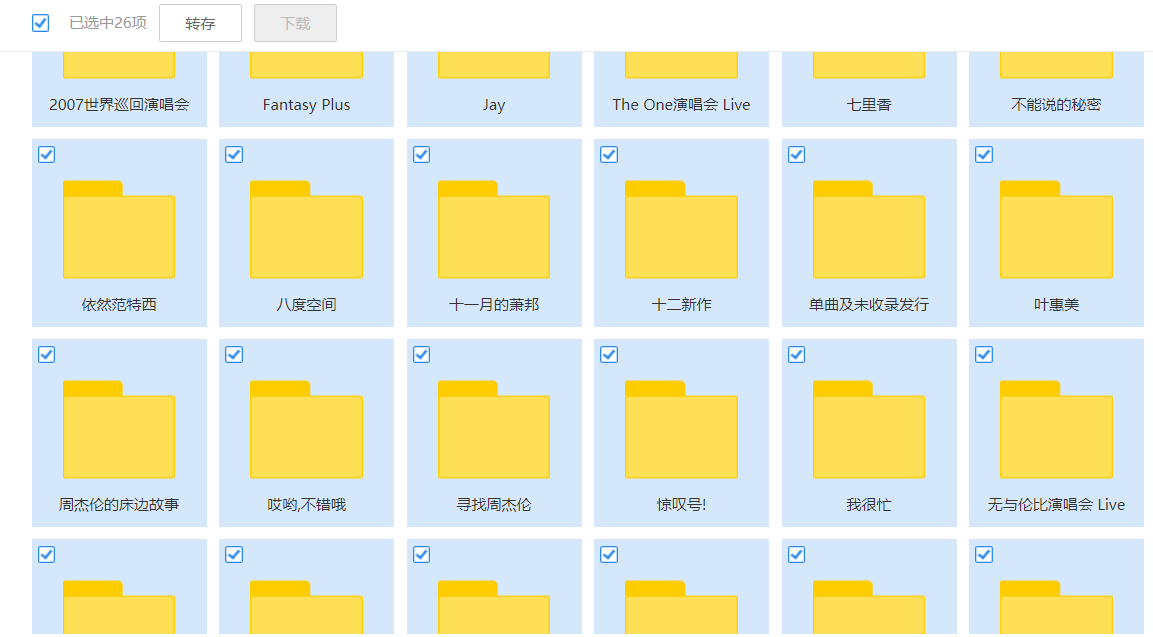 已选中26项 转存 下载
2007世界巡回演唱会 Fantasy Plus Jay The One演唱会 Live 七里香 不能说的秘密
依然范特西 八度空间 十一月的萧邦 十二新作 单曲及未收录发行 叶惠美
周杰伦的床边故事 哎哟,不错哦 寻找周杰伦 惊叹号! 我很忙 无与伦比演唱会 Live